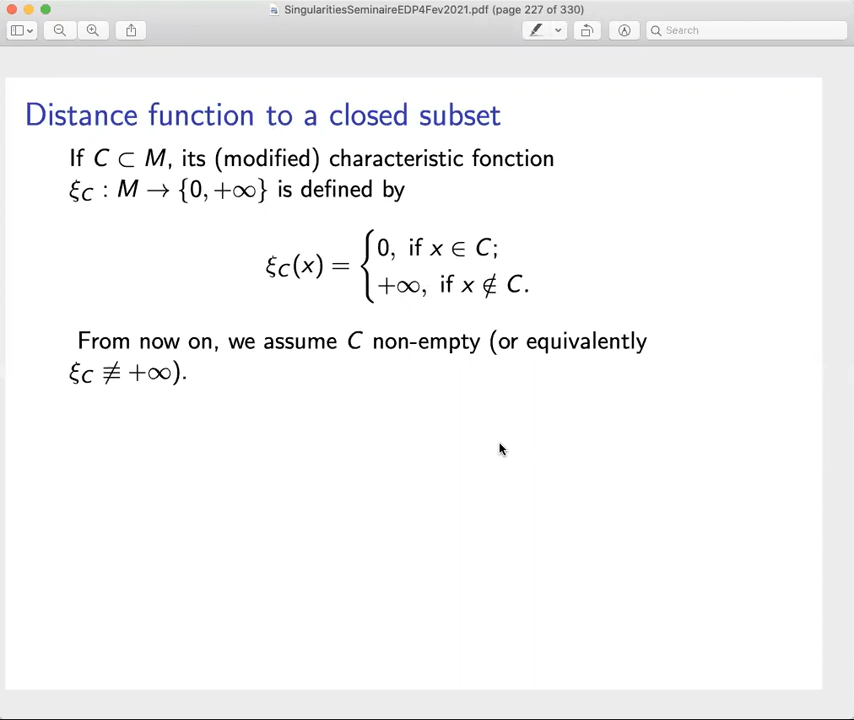 SingularitiesSeminaireEDP4Fev2021.pdf (page 227 of 330)
Search
Distance function to a closed subset
If C ⊂ M, its (modified) characteristic fonction
ξ_C : M → {0, +∞} is defined by
ξ_C(x) = { 0, if x ∈ C;
+∞, if x ∉ C.
From now on, we assume C non-empty (or equivalently
ξ_C ≢ +∞).